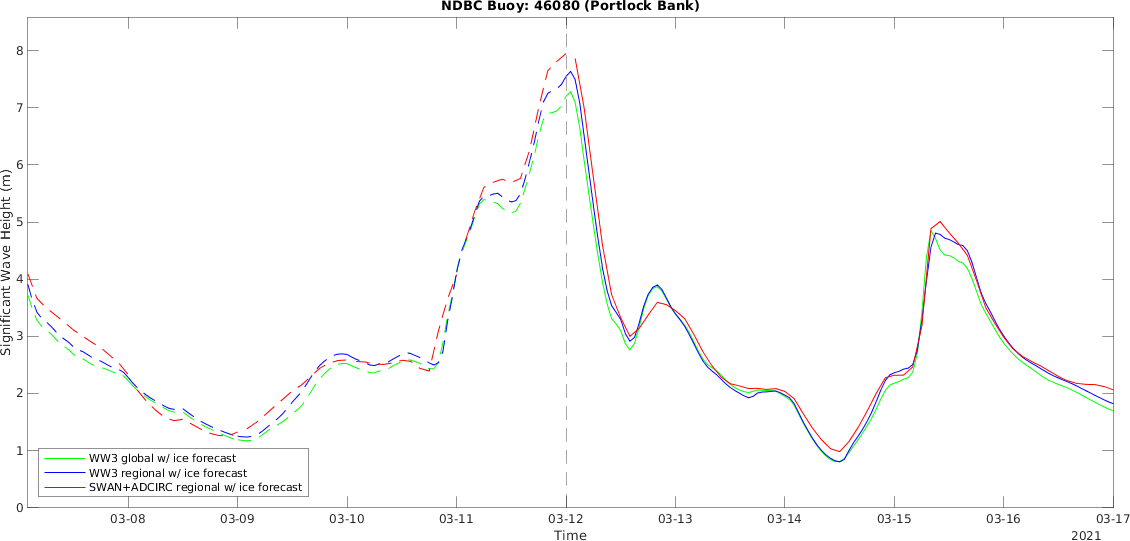 NDBC Buoy: 46080 (Portlock Bank)
8
7
6
5
4
3
2
1
0
Significant Wave Height (m)
WW3 global w/ ice forecast
WW3 regional w/ ice forecast
SWAN+ADCIRC regional w/ ice forecast
03-08 03-09 03-10 03-11 03-12 03-13 03-14 03-15 03-16 03-17
Time
2021